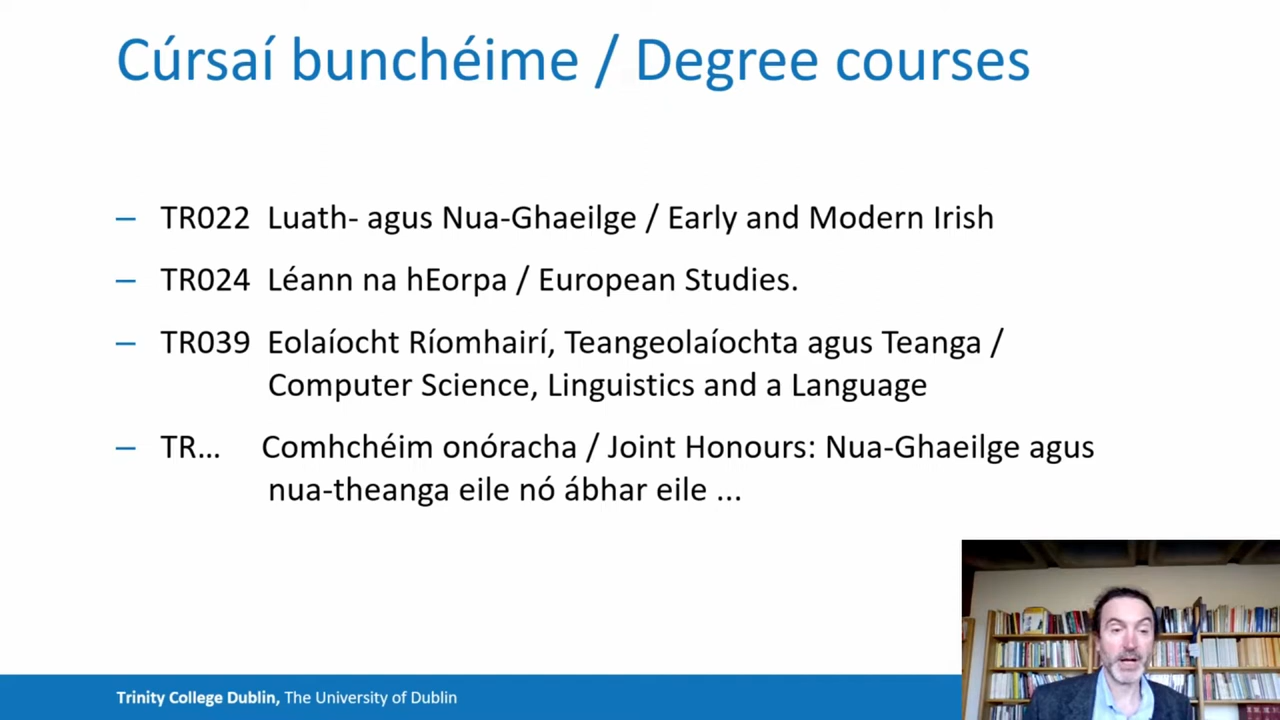 Cúrsaí bunchéime / Degree courses
– TR022 Luath- agus Nua-Ghaeilge / Early and Modern Irish
– TR024 Léann na hEorpa / European Studies.
– TR039 Eolaíocht Ríomhairí, Teangeolaíochta agus Teanga /
Computer Science, Linguistics and a Language
– TR... Comhchéim onóracha / Joint Honours: Nua-Ghaeilge agus
nua-theanga eile nó ábhar eile ...
Trinity College Dublin, The University of Dublin